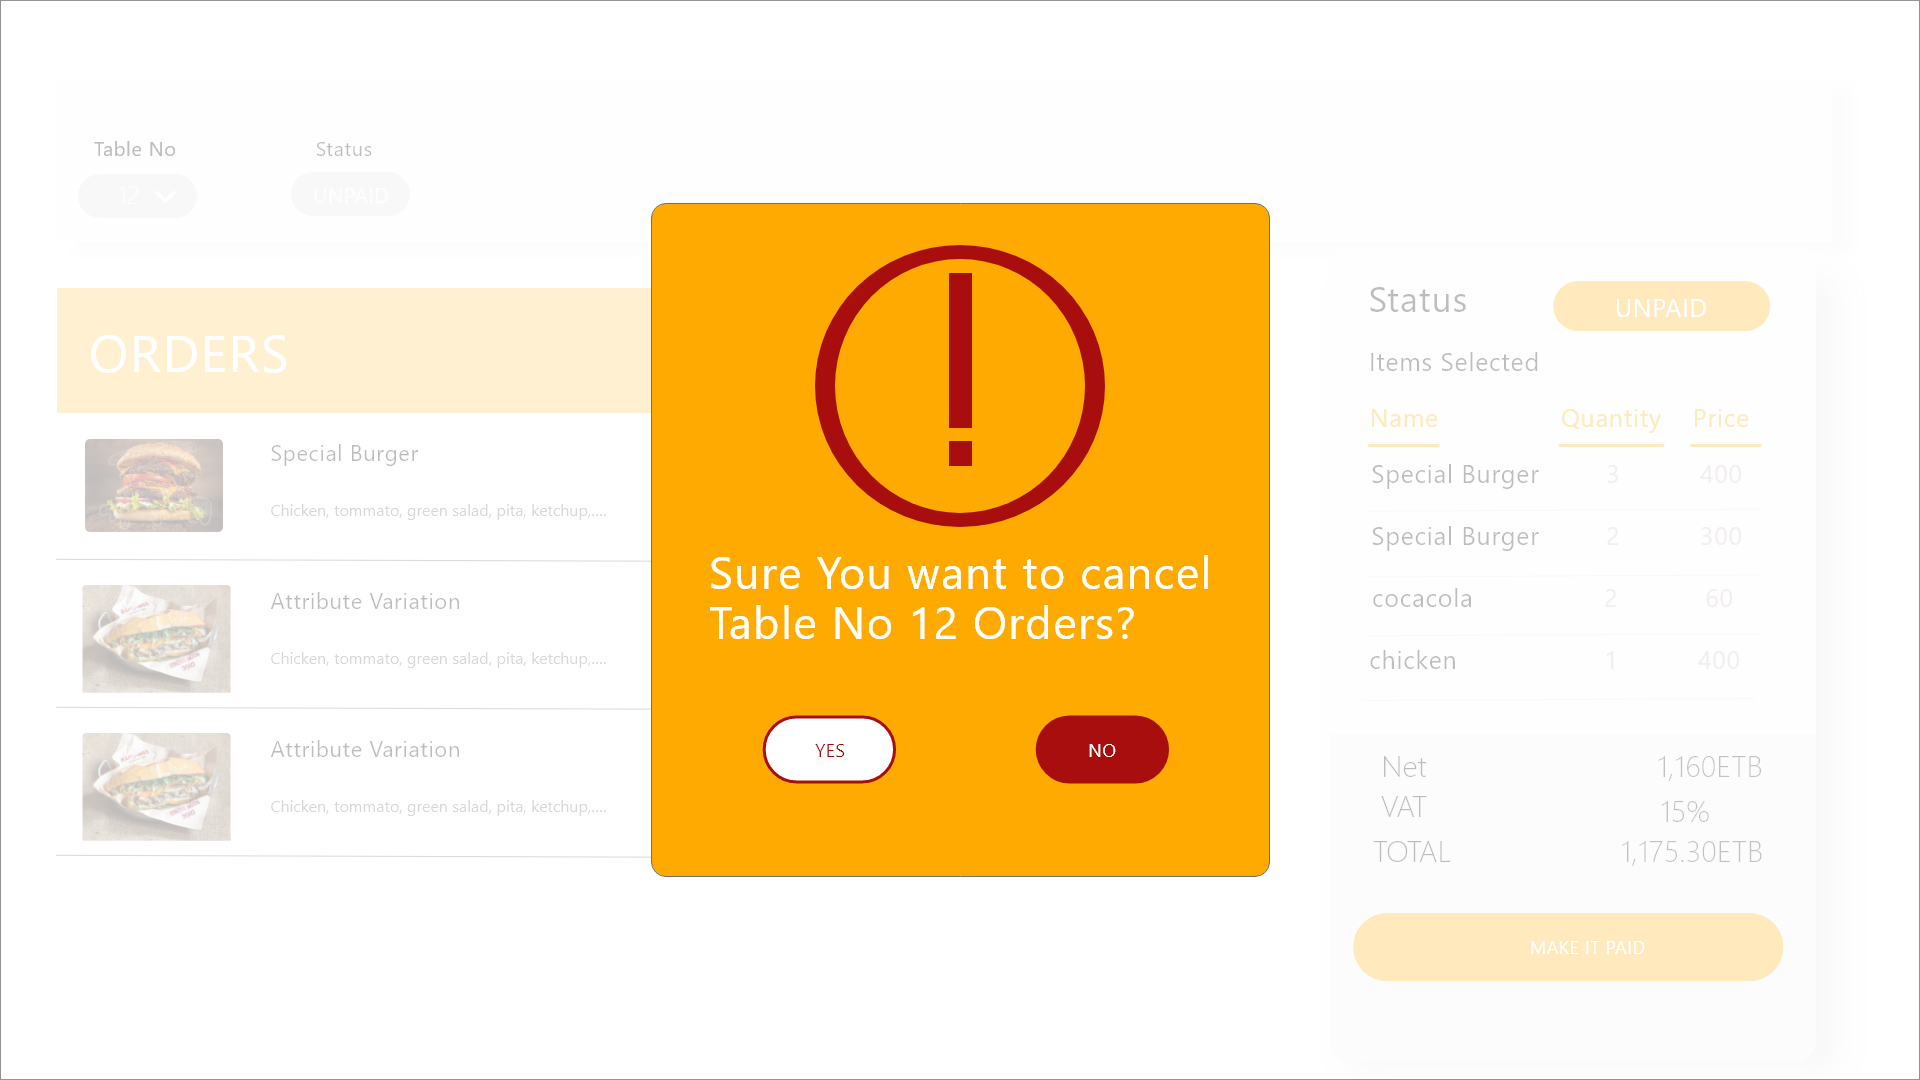 Table No
Status
12
UNPAID
ORDERS
Special Burger
Chicken, tommato, green salad, pita, ketchup,....
Attribute Variation
Chicken, tommato, green salad, pita, ketchup,....
Attribute Variation
Chicken, tommato, green salad, pita, ketchup,....
Sure You want to cancel
Table No 12 Orders?
YES
NO
Status
UNPAID
Items Selected
Name Quantity Price
Special Burger 3 400
Special Burger 2 300
cocacola 2 60
chicken 1 400
Net 1,160ETB
VAT 15%
TOTAL 1,175.30ETB
MAKE IT PAID